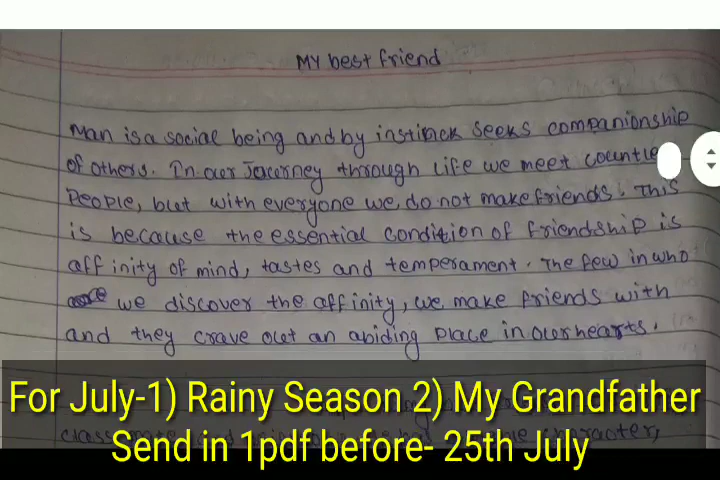 My best friend
Man is a social being and by instinck seeks companionship
of others. In our Jacurney through life we meet countle
People, but with everyone we do not make friends. This
is because the essential condition of friendship is
affinity of mind, tastes and temperament. The few in who
we discover the affinity, we make friends with
and they crave out an abiding place in our hearts.
For July-1) Rainy Season 2) My Grandfather
class character,
Send in 1pdf before- 25th July